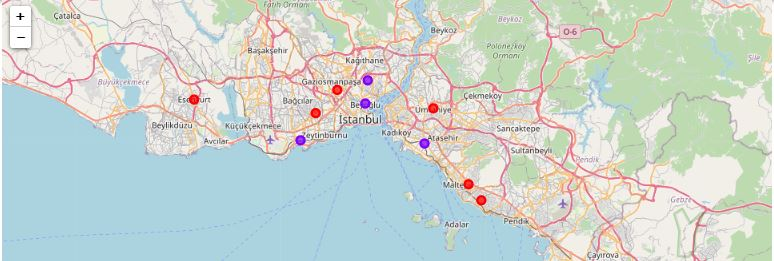 +
−
Çatalca
Fatih Ormanı
Beykoz
Beykoz
Polonezköy
Ormanı
O-6
Şile
Başakşehir
Kağıthane
Büyükçekmece
Gaziosmanpaşa
Esenyurt
Bağcılar
Beyoğlu
Ümraniye
Çekmeköy
Beylikdüzü
Küçükçekmece
İstanbul
Sancaktepe
Avcılar
Zeytinburnu
Kadıköy
Ataşehir
Sultanbeyli
Pendik
Maltepe
Gebze
Adalar
Pendik
Çayırova